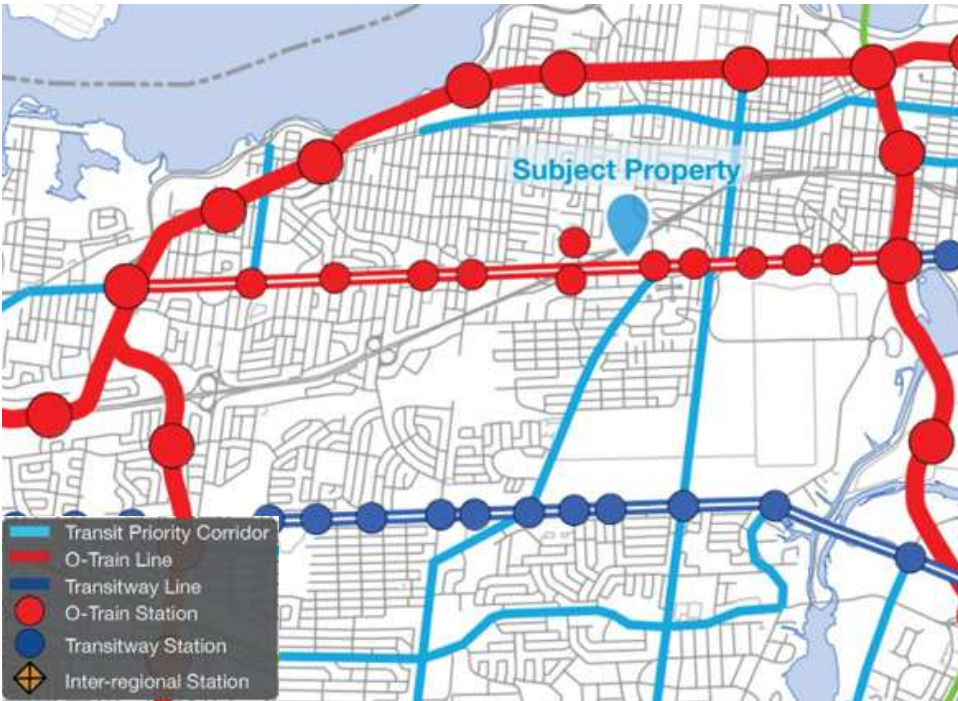 Subject Property
Transit Priority Corridor
O-Train Line
Transitway Line
O-Train Station
Transitway Station
Inter-regional Station